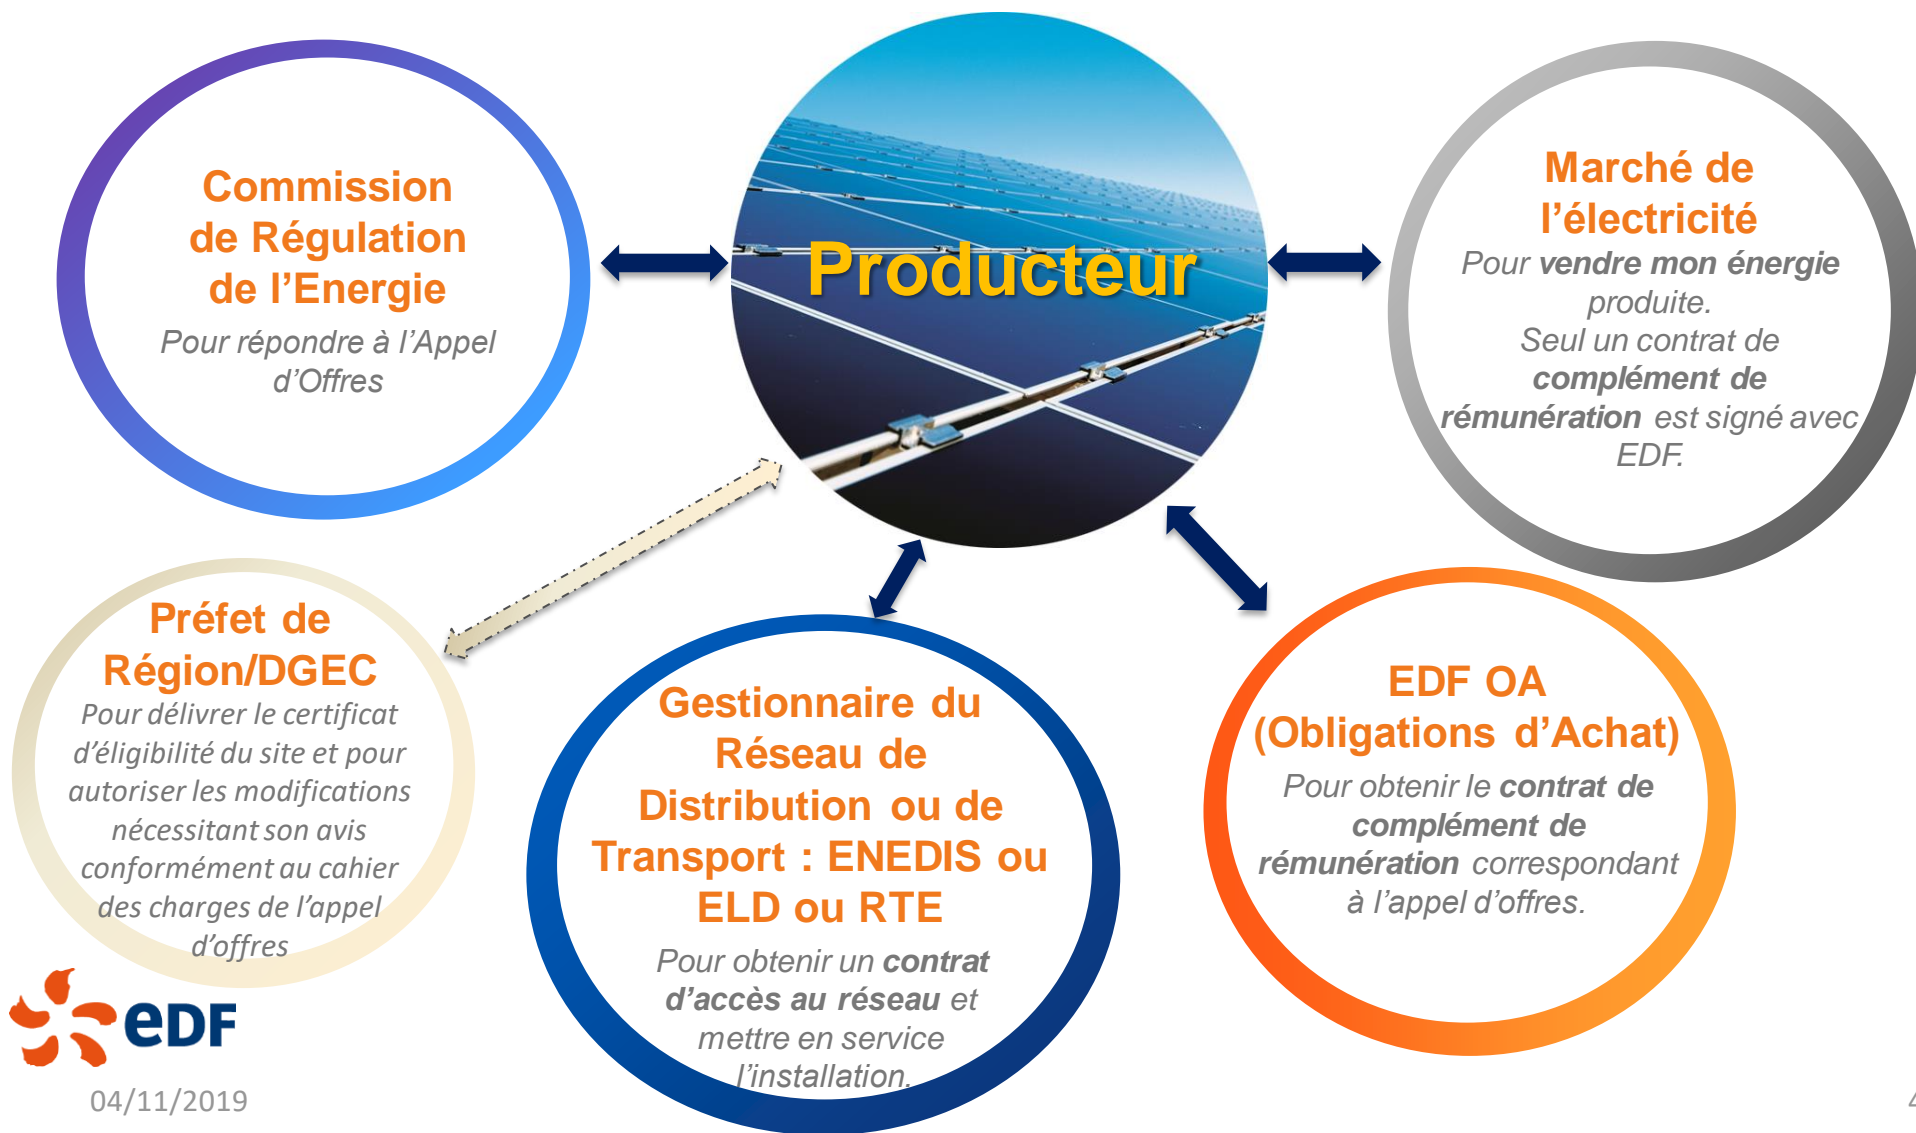 Commission
de Régulation
de l’Energie
Pour répondre à l’Appel
d’Offres
Producteur
Marché de
l’électricité
Pour vendre mon énergie
produite.
Seul un contrat de
complément de
rémunération est signé avec
EDF.
Préfet de
Région/DGEC
Pour délivrer le certificat
d’éligibilité du site et pour
autoriser les modifications
nécessitant son avis
conformément au cahier
des charges de l’appel
d’offres
Gestionnaire du
Réseau de
Distribution ou de
Transport : ENEDIS ou
ELD ou RTE
Pour obtenir un contrat
d’accès au réseau et
mettre en service
l’installation.
EDF OA
(Obligations d’Achat)
Pour obtenir le contrat de
complément de
rémunération correspondant
à l’appel d’offres.
eDF
04/11/2019
4